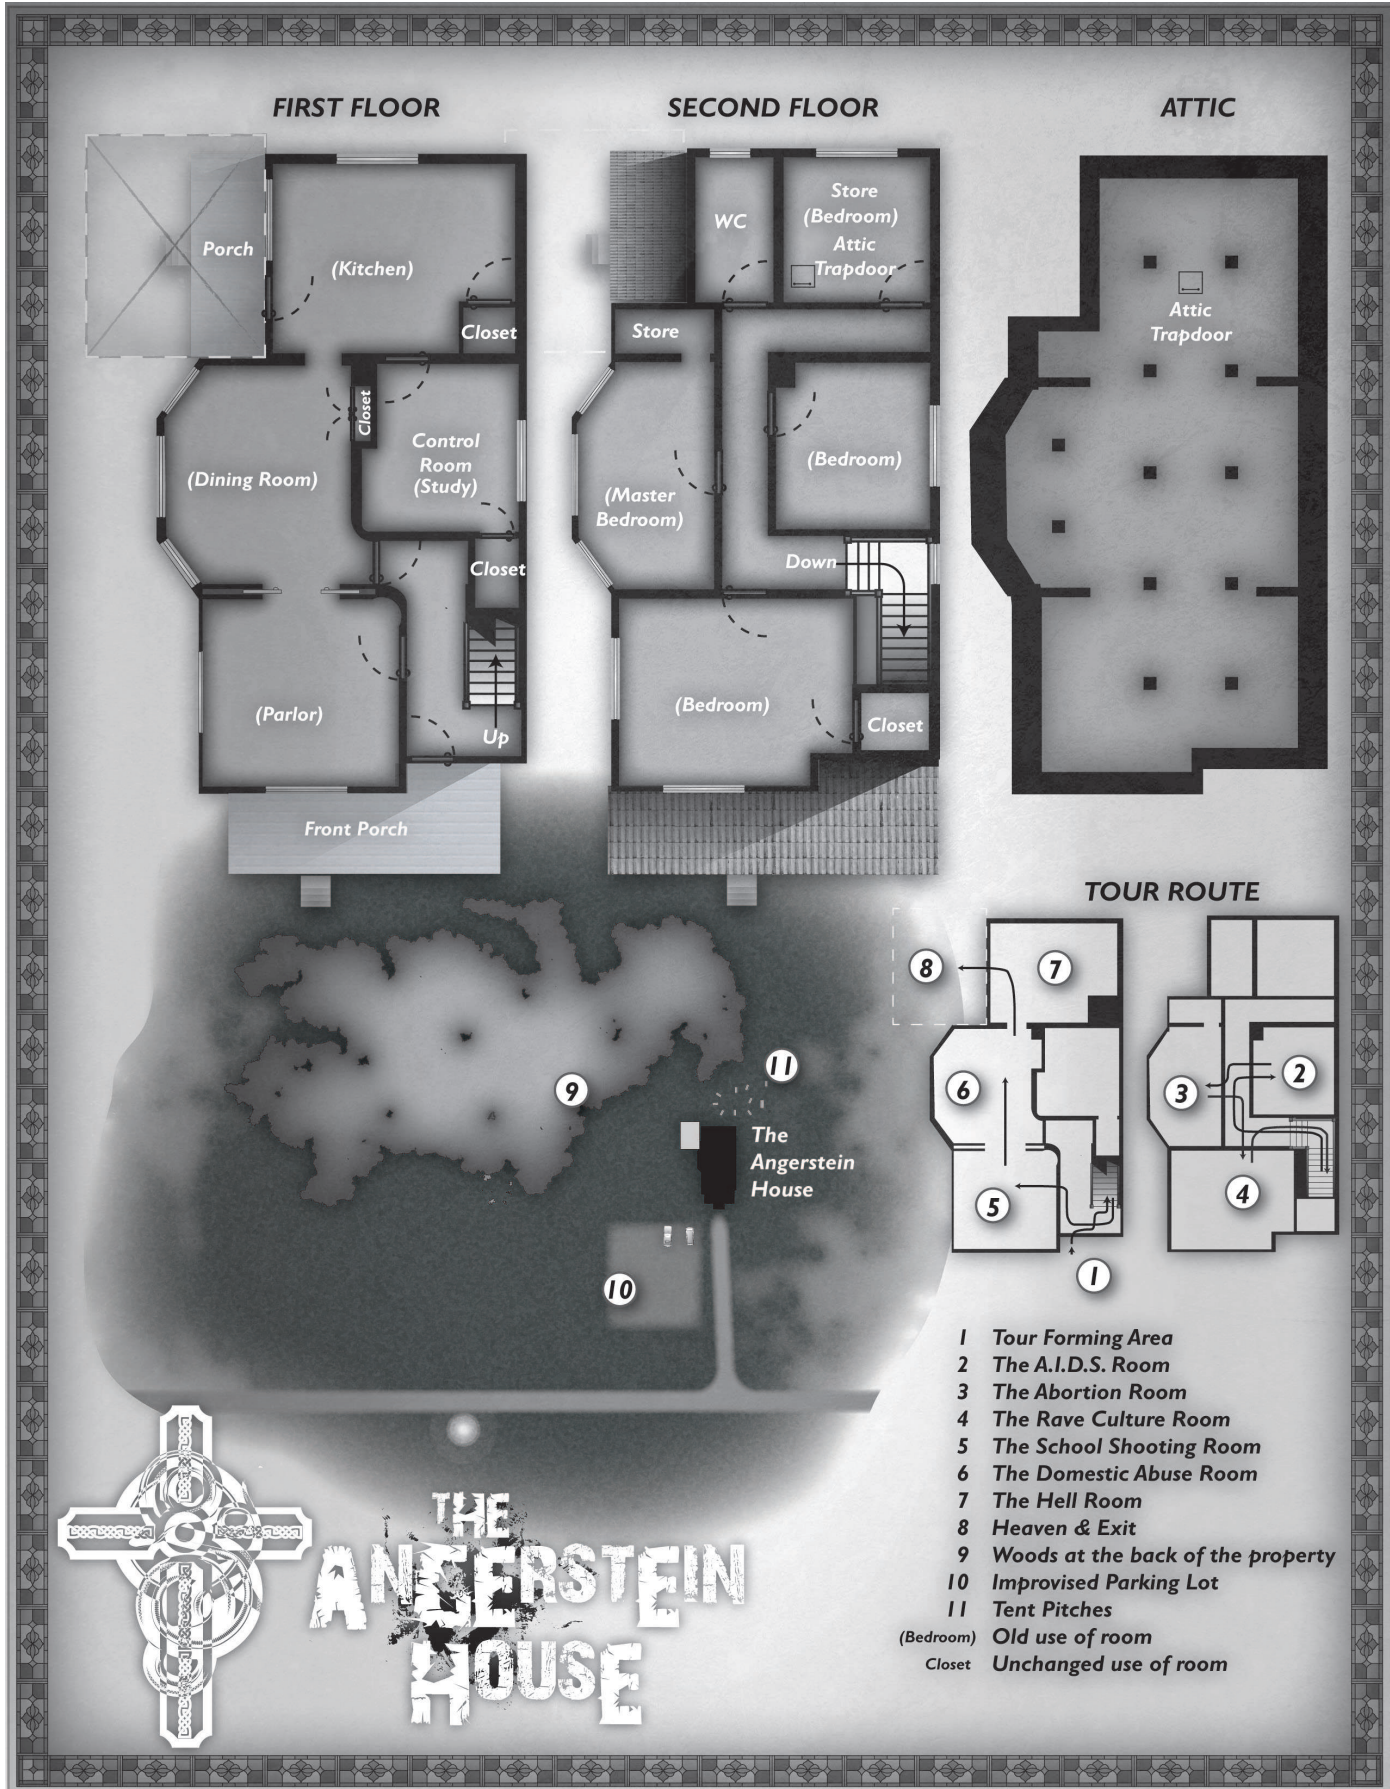 FIRST FLOOR
SECOND FLOOR
ATTIC
Porch
(Kitchen)
Closet
Closet
(Dining Room)
Control
Room
(Study)
Closet
(Parlor)
Up
Front Porch
WC
Store
(Bedroom)
Attic
Trapdoor
Store
(Master
Bedroom)
(Bedroom)
Down
(Bedroom)
Closet
Attic
Trapdoor
TOUR ROUTE
8
7
6
5
1
2
3
4
9
11
The
Angerstein
House
10
1 Tour Forming Area
2 The A.I.D.S. Room
3 The Abortion Room
4 The Rave Culture Room
5 The School Shooting Room
6 The Domestic Abuse Room
7 The Hell Room
8 Heaven & Exit
9 Woods at the back of the property
10 Improvised Parking Lot
11 Tent Pitches
(Bedroom) Old use of room
Closet Unchanged use of room
THE
ANGERSTEIN
HOUSE